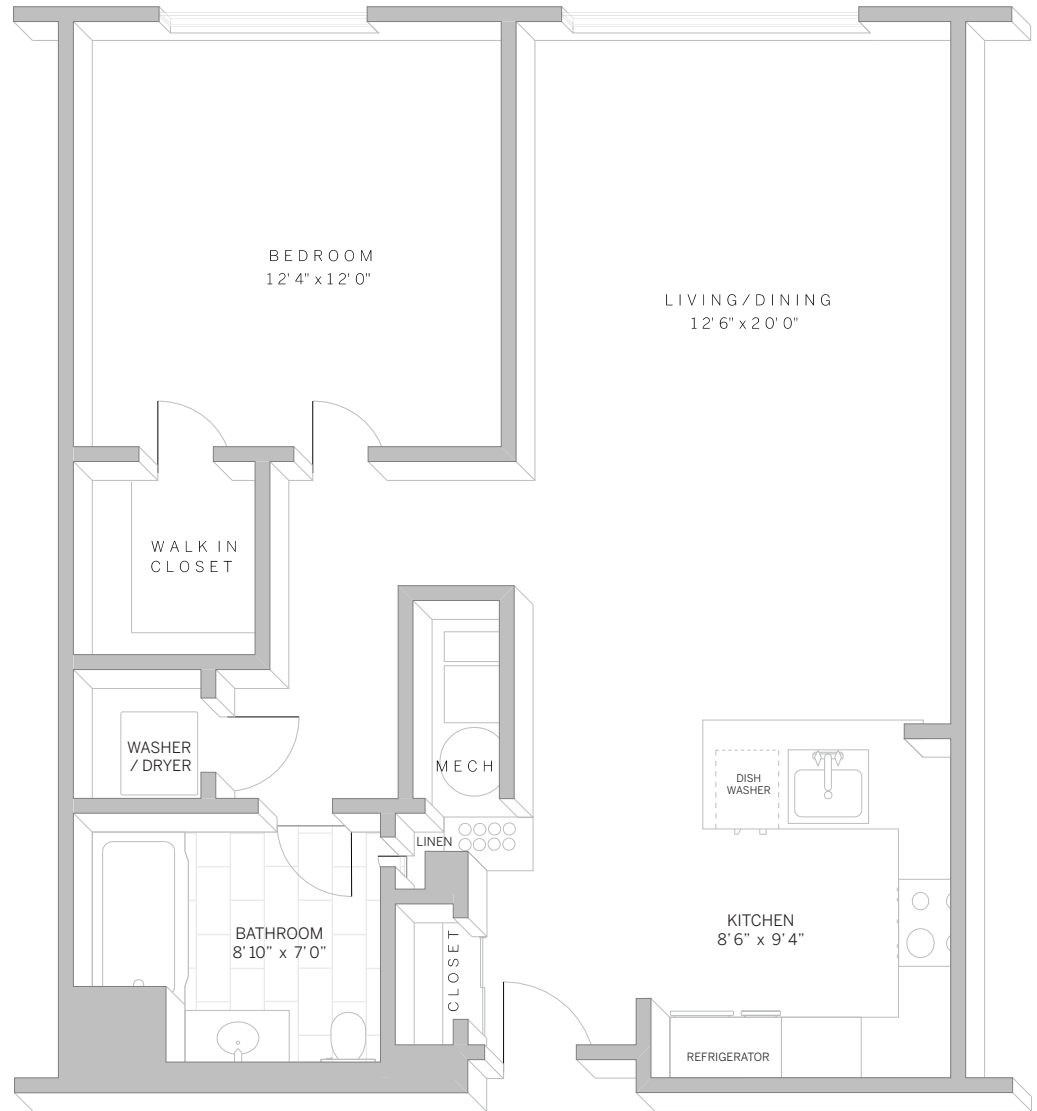 BEDROOM
12'4" x 12'0"
LIVING/DINING
12'6" x 20'0"
WALK IN
CLOSET
WASHER
/ DRYER
MECH
DISH
WASHER
LINEN
BATHROOM
8'10" x 7'0"
CLOSET
KITCHEN
8'6" x 9'4"
REFRIGERATOR